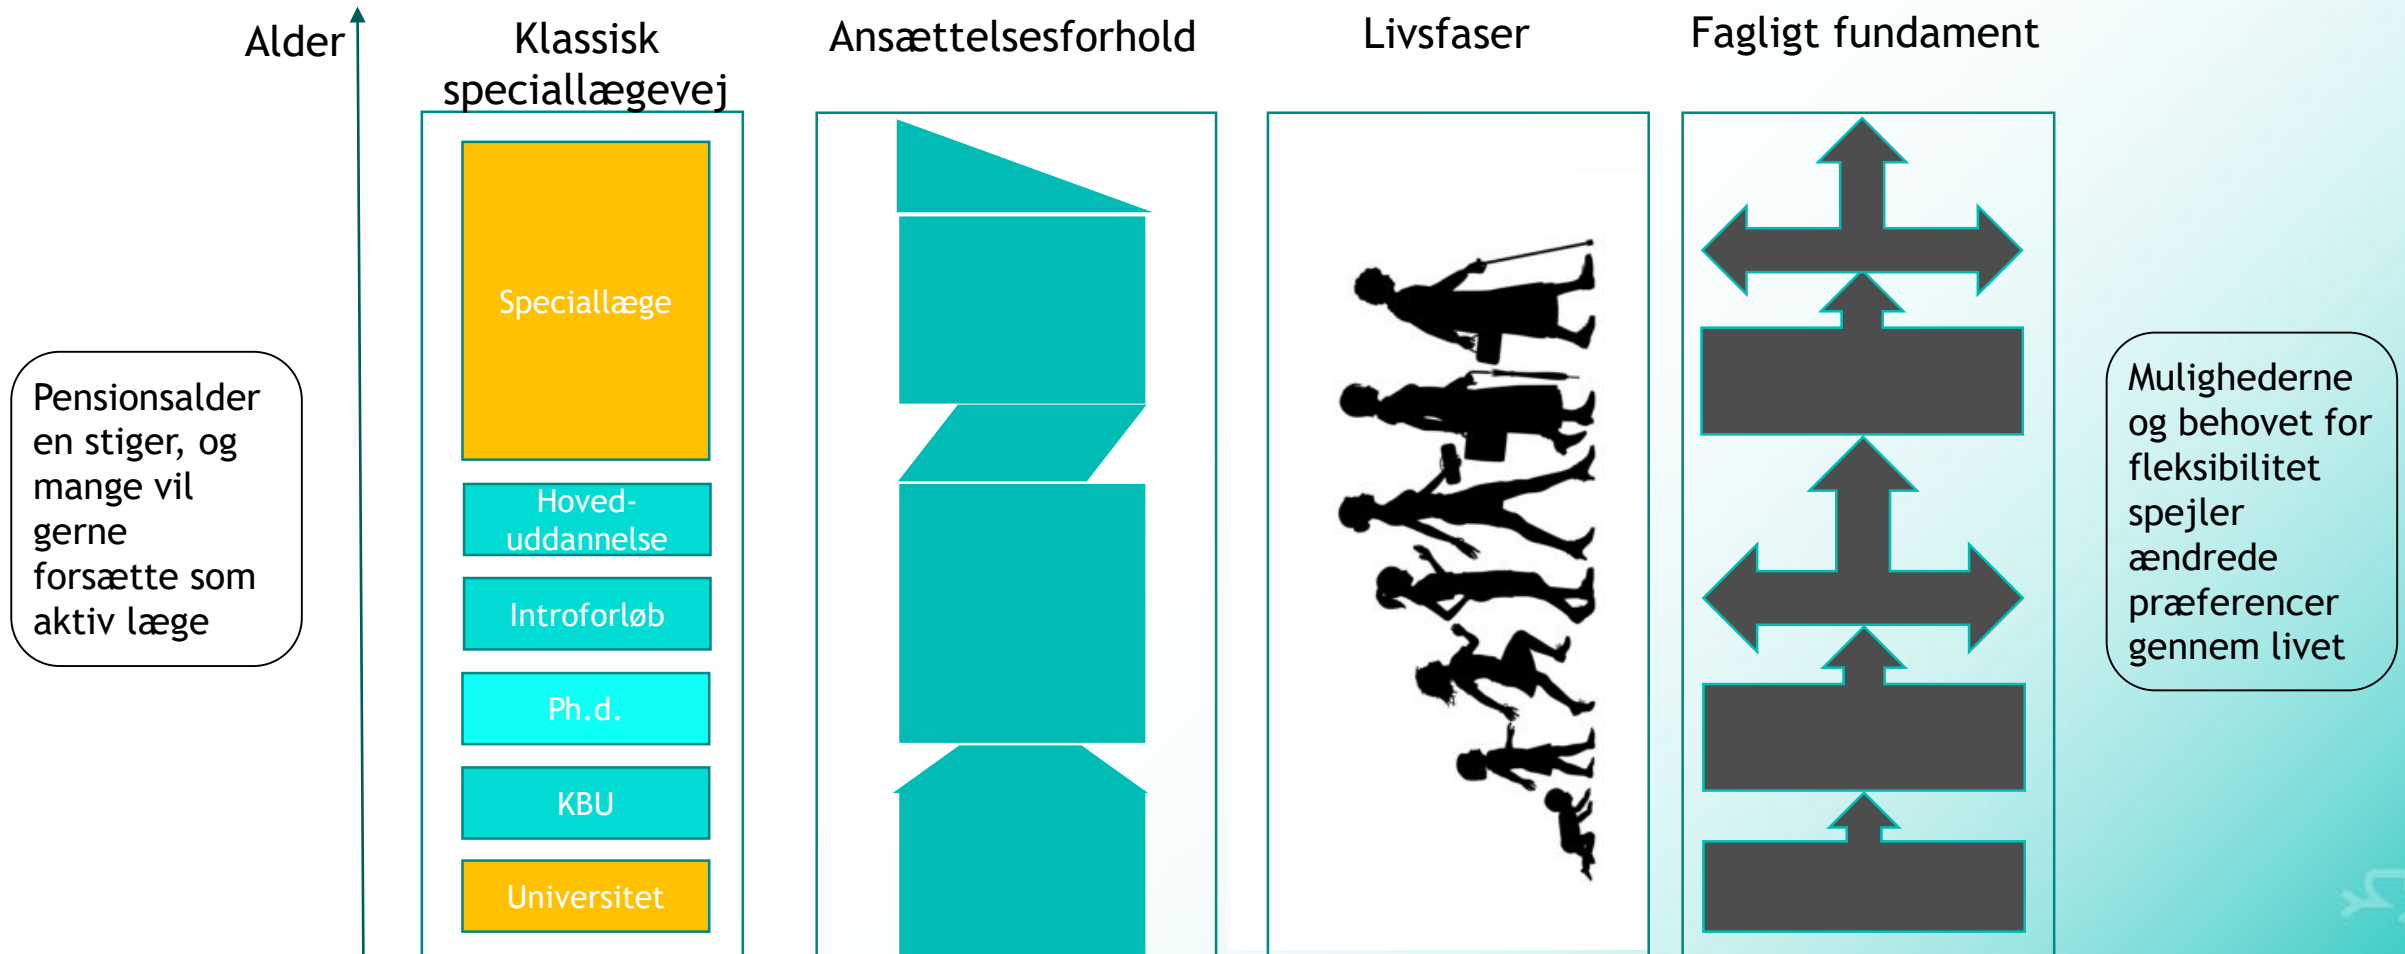 Alder
Klassisk
speciallægevej
Ansættelsesforhold
Livsfaser
Fagligt fundament
Pensionsalder
en stiger, og
mange vil
gerne
forsætte som
aktiv læge
Speciallæge
Hoved-
uddannelse
Introforløb
Ph.d.
KBU
Universitet
Mulighederne
og behovet for
fleksibilitet
spejler
ændrede
præferencer
gennem livet